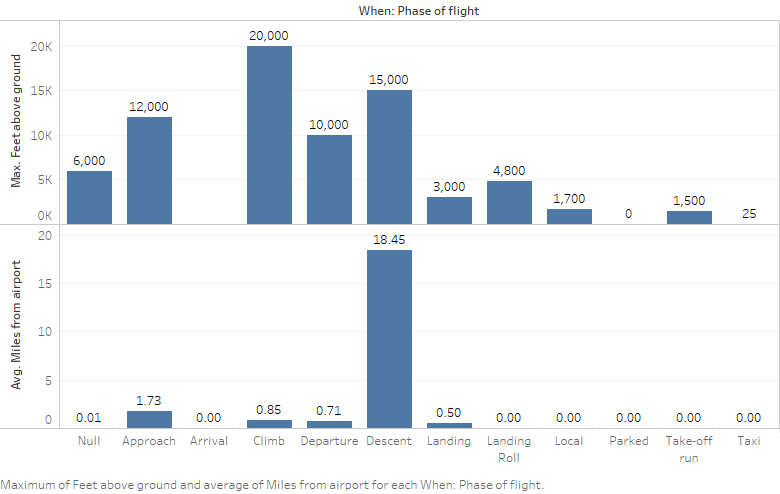 When: Phase of flight
Max. Feet above ground
20K
15K
10K
5K
0K
6,000
12,000
20,000
10,000
15,000
3,000
4,800
1,700
0
1,500
25
Avg. Miles from airport
20
15
10
5
0
0.01
1.73
0.00
0.85
0.71
18.45
0.50
0.00
0.00
0.00
0.00
0.00
Null
Approach
Arrival
Climb
Departure
Descent
Landing
Landing
Roll
Local
Parked
Take-off
run
Taxi
Maximum of Feet above ground and average of Miles from airport for each When: Phase of flight.